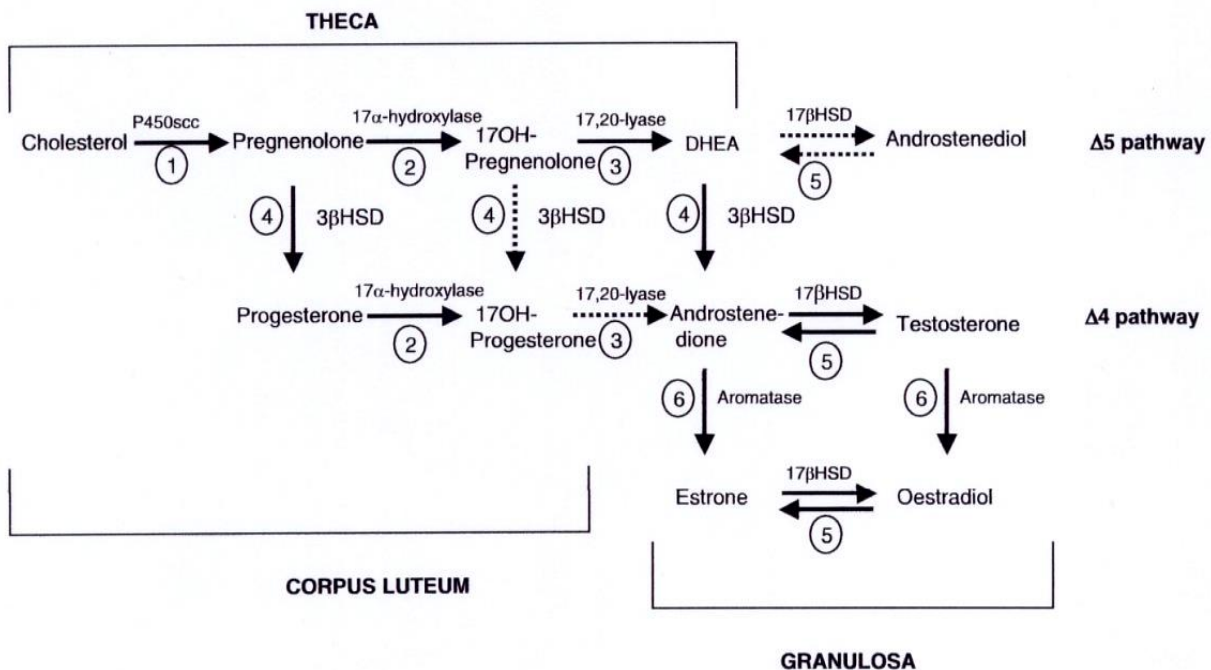 THECA
P450scc
17α-hydroxylase
17,20-lyase
17βHSD
Cholesterol
Pregnenolone
17OH-
Pregnenolone
DHEA
Androstenediol
Δ5 pathway
1
2
3
5
4
3βHSD
4
3βHSD
4
3βHSD
17α-hydroxylase
17,20-lyase
17βHSD
Progesterone
17OH-
Progesterone
Androstene-
dione
Testosterone
Δ4 pathway
2
3
5
6
Aromatase
6
Aromatase
17βHSD
Estrone
Oestradiol
5
CORPUS LUTEUM
GRANULOSA